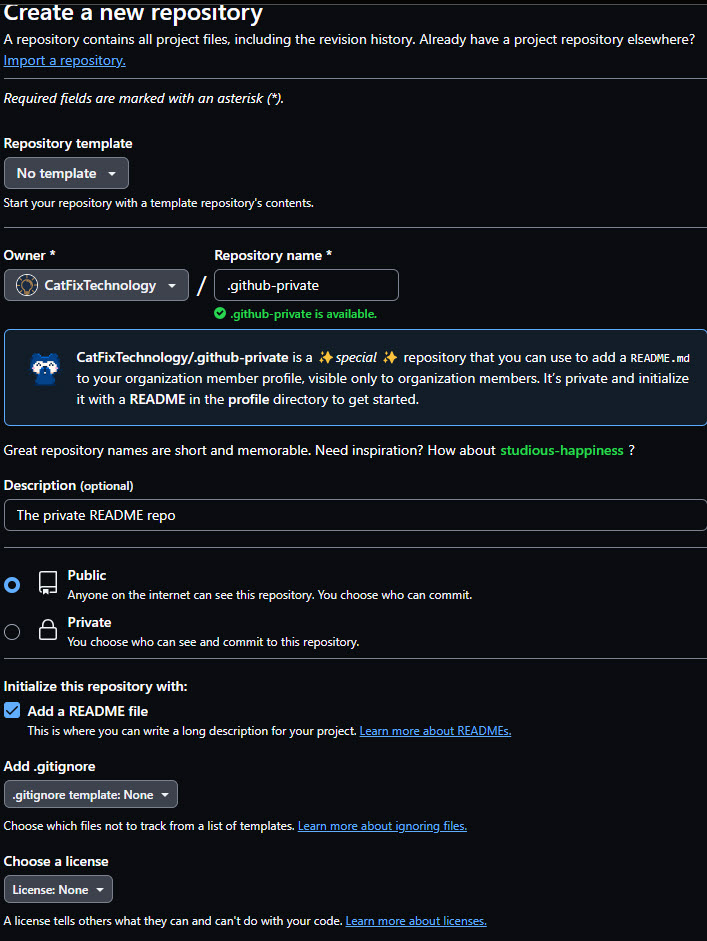 Create a new repository
A repository contains all project files, including the revision history. Already have a project repository elsewhere?
Import a repository.
Required fields are marked with an asterisk (*).
Repository template
No template
Start your repository with a template repository's contents.
Owner *
Repository name *
CatFixTechnology
/
.github-private
.github-private is available.
CatFixTechnology/.github-private is a ✨special ✨ repository that you can use to add a README.md
to your organization member profile, visible only to organization members. It's private and initialize
it with a README in the profile directory to get started.
Great repository names are short and memorable. Need inspiration? How about studious-happiness ?
Description (optional)
The private README repo
Public
Anyone on the internet can see this repository. You choose who can commit.
Private
You choose who can see and commit to this repository.
Initialize this repository with:
Add a README file
This is where you can write a long description for your project. Learn more about READMEs.
Add .gitignore
.gitignore template: None
Choose which files not to track from a list of templates. Learn more about ignoring files.
Choose a license
License: None
A license tells others what they can and can't do with your code. Learn more about licenses.